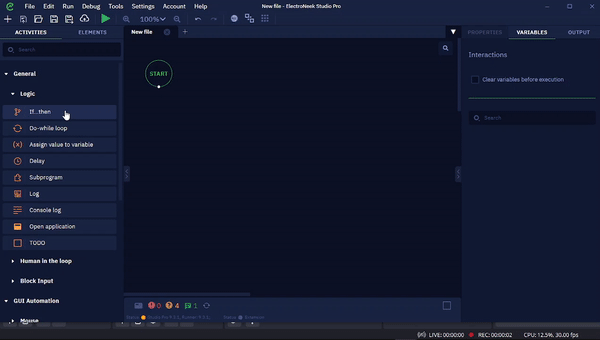 File Edit Run Debug Tools Settings Account Help
New file - ElectroNeek Studio Pro
150%
ACTIVITIES ELEMENTS
New file
PROPERTIES VARIABLES OUTPUT
Search
General
Logic
If...then
Do-while loop
Assign value to variable
Delay
Subprogram
Log
Console log
Open application
TODO
Human in the loop
Block Input
GUI Automation
Mouse
START
Interactions
Clear variables before execution
Search
0 4 1
LIVE: 00:00:00 REC: 00:00:02 CPU: 12.5%, 30.00 fps